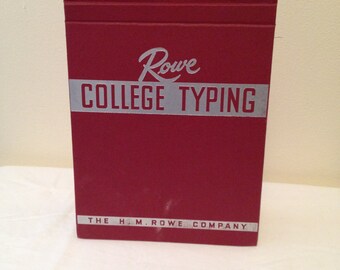 Rowe
COLLEGE TYPING
THE H. M. ROWE COMPANY